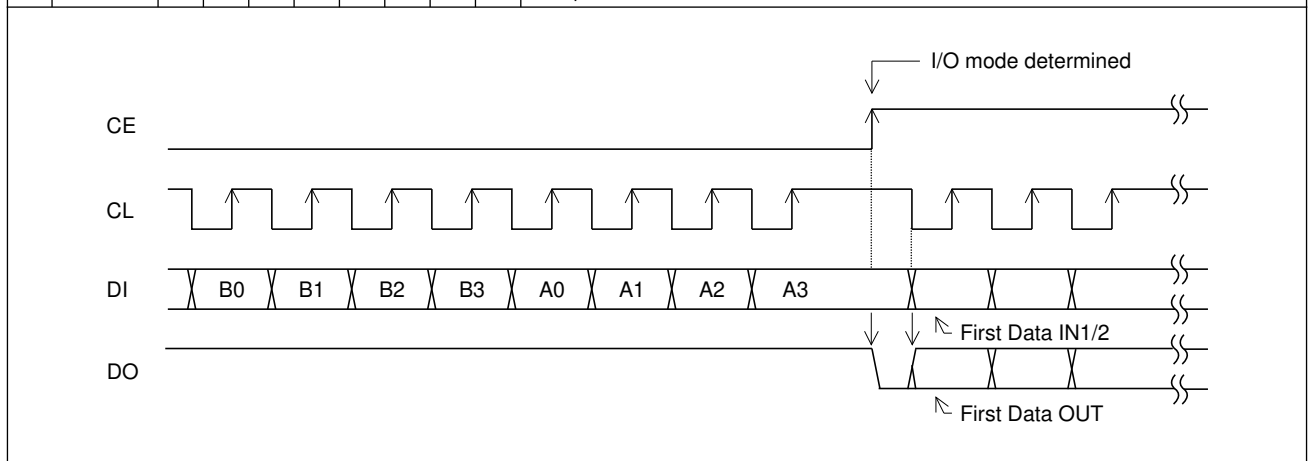 I/O mode determined
CE
CL
DI B0 B1 B2 B3 A0 A1 A2 A3
First Data IN1/2
DO
First Data OUT